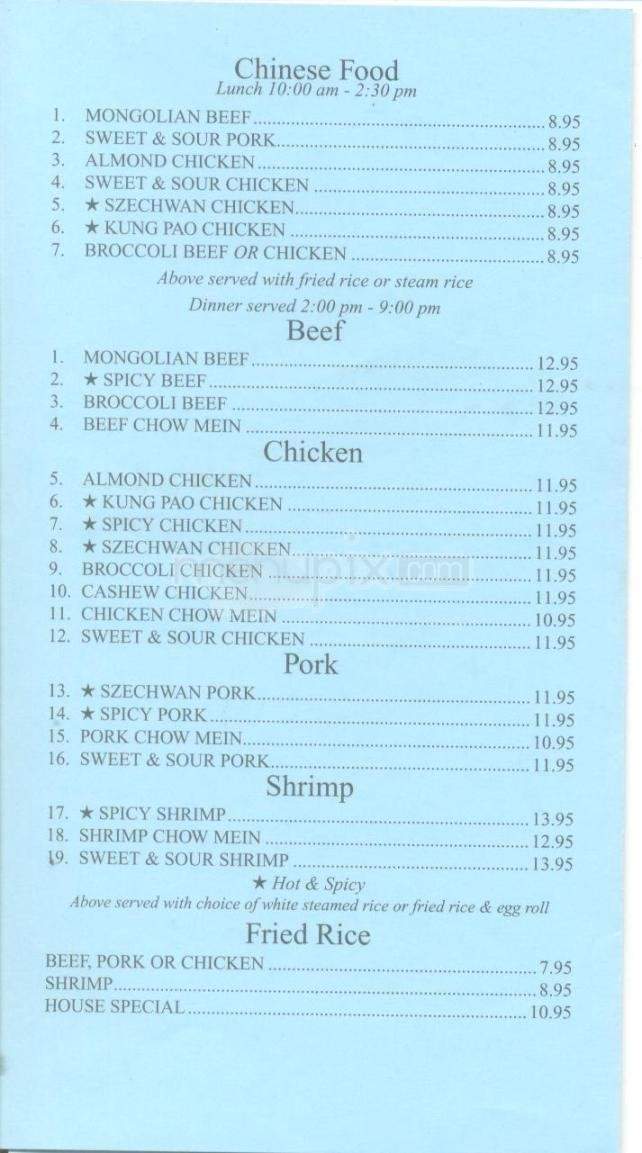 Chinese Food
Lunch 10:00 am - 2:30 pm
1. MONGOLIAN BEEF 8.95
2. SWEET & SOUR PORK 8.95
3. ALMOND CHICKEN 8.95
4. SWEET & SOUR CHICKEN 8.95
5. ★ SZECHWAN CHICKEN 8.95
6. ★ KUNG PAO CHICKEN 8.95
7. BROCCOLI BEEF OR CHICKEN 8.95
Above served with fried rice or steam rice
Dinner served 2:00 pm - 9:00 pm
Beef
1. MONGOLIAN BEEF 12.95
2. ★ SPICY BEEF 12.95
3. BROCCOLI BEEF 12.95
4. BEEF CHOW MEIN 11.95
Chicken
5. ALMOND CHICKEN 11.95
6. ★ KUNG PAO CHICKEN 11.95
7. ★ SPICY CHICKEN 11.95
8. ★ SZECHWAN CHICKEN 11.95
9. BROCCOLI CHICKEN 11.95
menupix.com
10. CASHEW CHICKEN 11.95
11. CHICKEN CHOW MEIN 10.95
12. SWEET & SOUR CHICKEN 11.95
Pork
13. ★ SZECHWAN PORK 11.95
14. ★ SPICY PORK 11.95
15. PORK CHOW MEIN 10.95
16. SWEET & SOUR PORK 11.95
Shrimp
17. ★ SPICY SHRIMP 13.95
18. SHRIMP CHOW MEIN 12.95
19. SWEET & SOUR SHRIMP 13.95
★ Hot & Spicy
Above served with choice of white steamed rice or fried rice & egg roll
Fried Rice
BEEF, PORK OR CHICKEN 7.95
SHRIMP 8.95
HOUSE SPECIAL 10.95